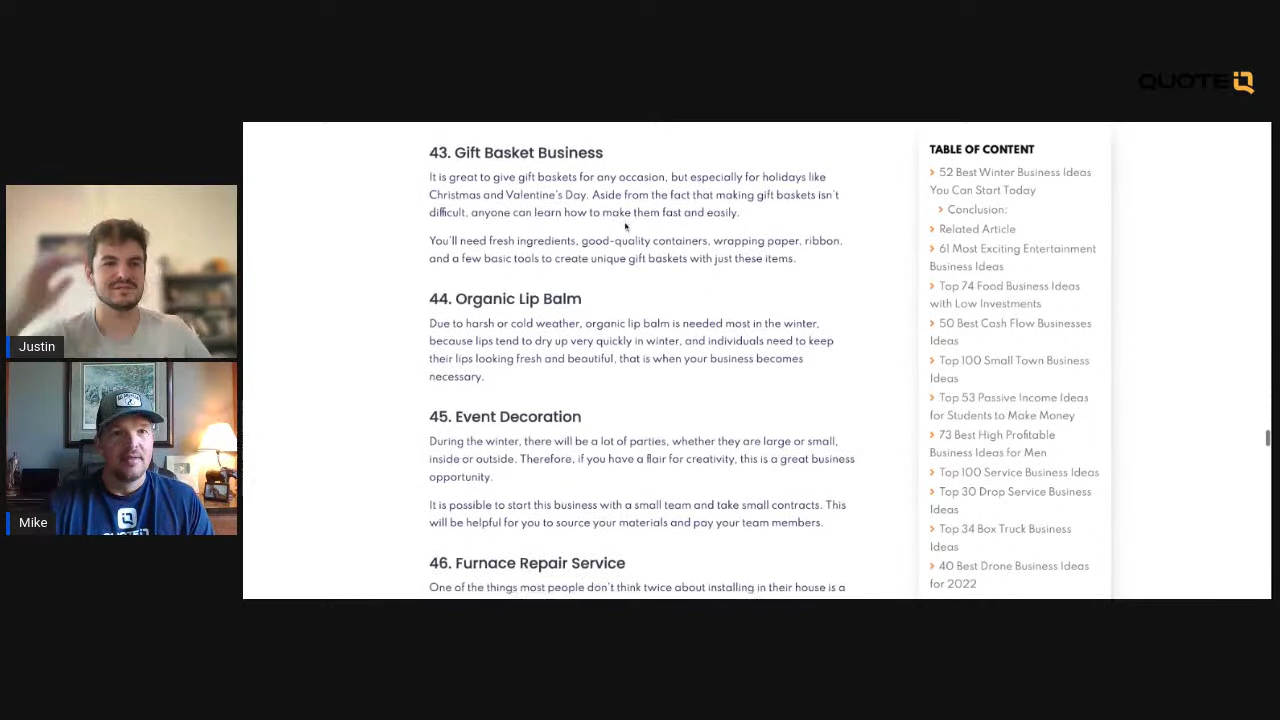 QUOTE iQ
43. Gift Basket Business
It is great to give gift baskets for any occasion, but especially for holidays like
Christmas and Valentine's Day. Aside from the fact that making gift baskets isn't
difficult, anyone can learn how to make them fast and easily.
You'll need fresh ingredients, good-quality containers, wrapping paper, ribbon,
and a few basic tools to create unique gift baskets with just these items.
44. Organic Lip Balm
Due to harsh or cold weather, organic lip balm is needed most in the winter,
because lips tend to dry up very quickly in winter, and individuals need to keep
their lips looking fresh and beautiful, that is when your business becomes
necessary.
45. Event Decoration
During the winter, there will be a lot of parties, whether they are large or small,
inside or outside. Therefore, if you have a flair for creativity, this is a great business
opportunity.
It is possible to start this business with a small team and take small contracts. This
will be helpful for you to source your materials and pay your team members.
46. Furnace Repair Service
One of the things most people don't think twice about installing in their house is a
TABLE OF CONTENT
52 Best Winter Business Ideas
You Can Start Today
Conclusion:
Related Article
61 Most Exciting Entertainment
Business Ideas
Top 74 Food Business Ideas
with Low Investments
50 Best Cash Flow Businesses
Ideas
Top 100 Small Town Business
Ideas
Top 53 Passive Income Ideas
for Students to Make Money
73 Best High Profitable
Business Ideas for Men
Top 100 Service Business Ideas
Top 30 Drop Service Business
Ideas
Top 34 Box Truck Business
Ideas
40 Best Drone Business Ideas
for 2022
Justin
Mike